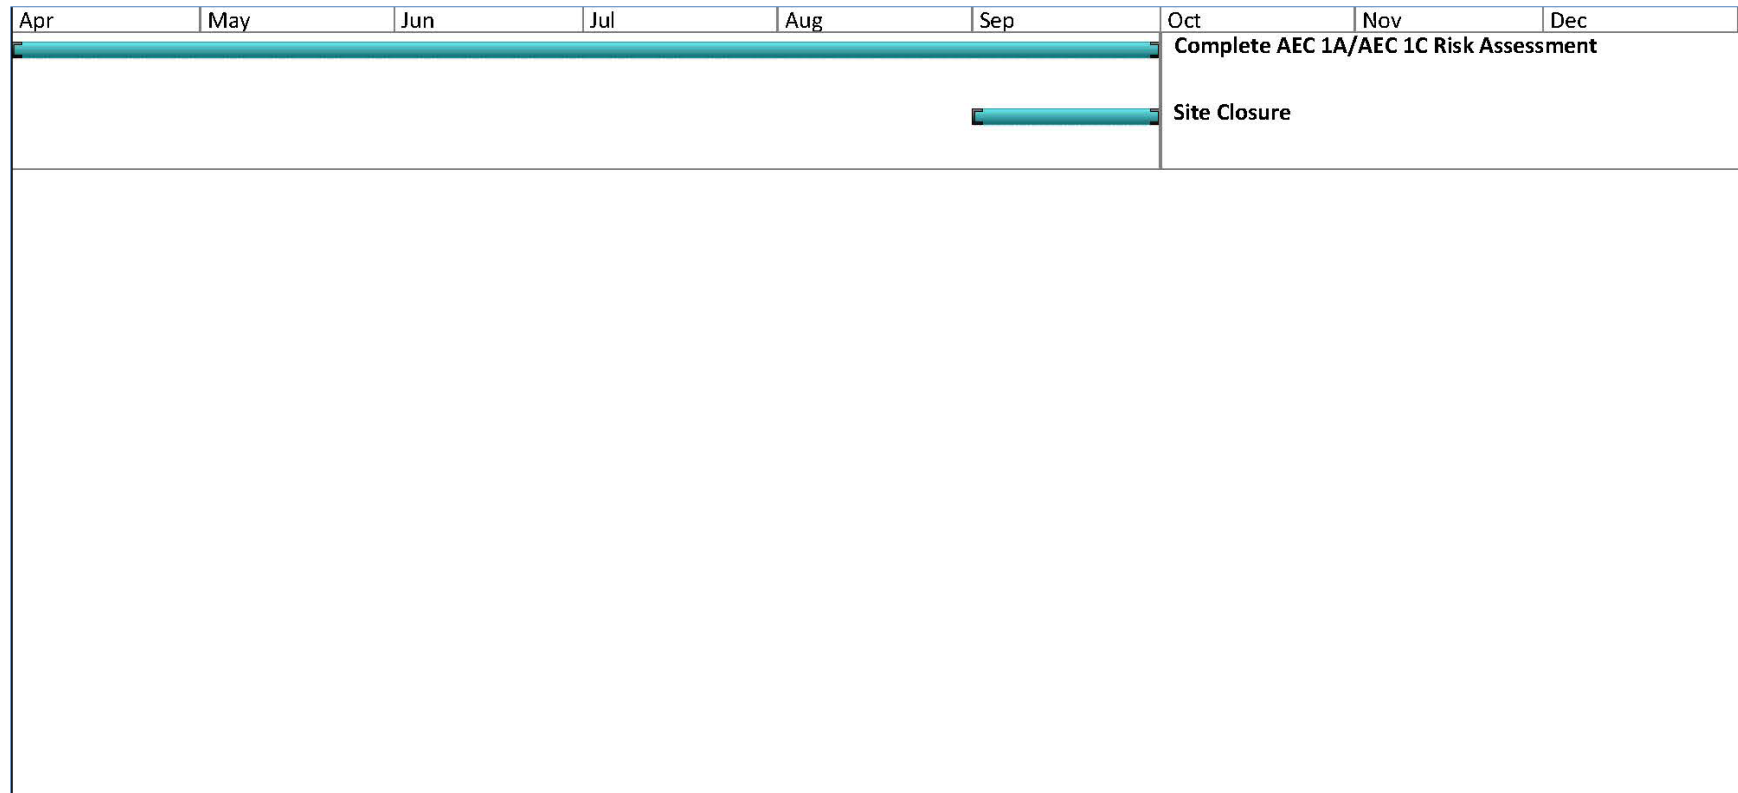 Apr May Jun Jul Aug Sep Oct Nov Dec
Complete AEC 1A/AEC 1C Risk Assessment
Site Closure